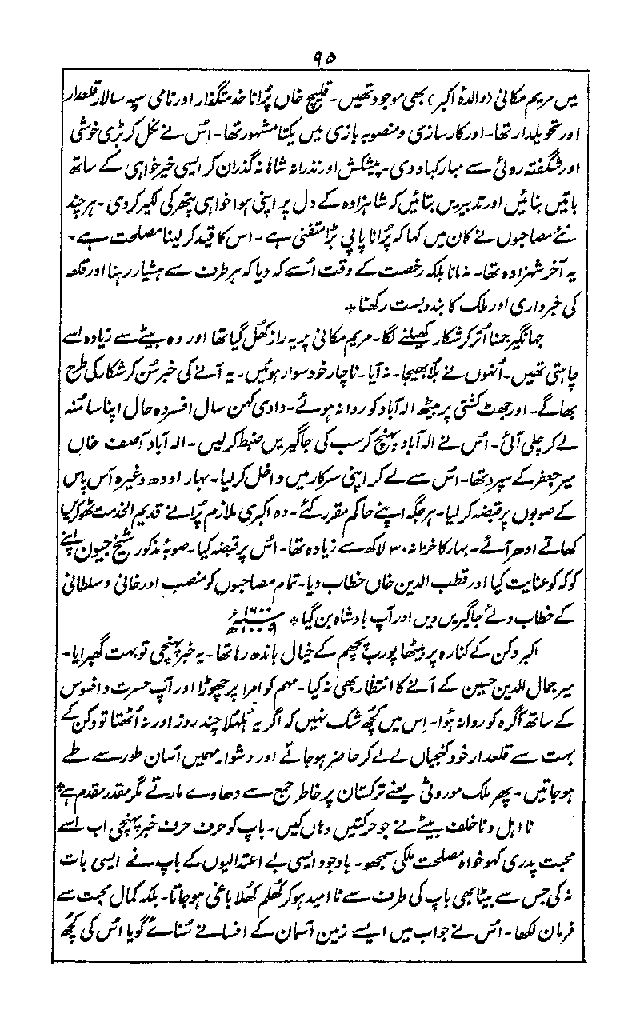 ۹۵
میں مریم مکانی (والدۂ اکبر) بھی موجود تھیں۔ قلیچ خاں پُرانا خدمتگذار اور نامی سپہ سالار قلعدار
اور تحویلدار تھا۔ اور کارسازی و منصوبہ بازی میں یکتا مشہور تھا۔ اُس نے نکل کر بڑی خوشی
اور شگفتہ روئی سے مبارکباد دی۔ پیشکش اور نذرانہ شاہانہ گذران کر ایسی خیرخواہی کے ساتھ
باتیں بنائیں اور تدبیریں بتائیں کہ شاہزادہ کے دل پر اپنی ہوا خواہی پتھر کی لکیر کر دی۔ ہرچند
نئے مصاحبوں نے کان میں کہا کہ پُرانا پاپی بڑا متفنی ہے۔ اس کا قید کر لینا مصلحت ہے۔
یہ آخر شہزادہ تھا۔ نہ مانا بلکہ رخصت کے وقت اُسے کہ دیا کہ ہر طرف سے ہشیار رہنا اور قلعہ
کی خبرداری اور ملک کا بندوبست رکھنا *
جہانگیر جمنا اُتر کر شکار کھیلنے لگا۔ مریم مکانی پر یہ راز کھُل گیا تھا اور وہ بیٹے سے زیادہ اسے
چاہتی تھیں۔ اُنھوں نے بُلا بھیجا۔ نہ آیا۔ ناچار خود سوار ہوئیں۔ یہ آنے کی خبر سُن کر شکار کی طرح
بھاگے۔ اور جھٹ کشتی پر بیٹھ الہ آباد کو روانہ ہوئے۔ دادی کہن سال افسردہ حال اپنا سا منہ
لے کر چلی آئی۔ اُس نے الہ آباد پہنچ کر سب کی جاگیریں ضبط کر لیں۔ الہ آباد آصف خاں
میر جعفر کے سپرد تھا۔ اُس سے لے کر اپنی سرکار میں داخل کر لیا۔ بہار اودھ وغیرہ آس پاس
کے صوبوں پر قبضہ کر لیا۔ ہر جگہ اپنے حاکم مقرر کئے۔ وہ اکبری ملازم پُرانے قدیم الخدمت ٹھوکریں
کھاتے ادھر آئے۔ بہار کا خزانہ ۳۰ لاکھ سے زیادہ تھا۔ اُس پر قبضہ کیا۔ صوبۂ مذکور شیخ جیون اپنے
کوکہ کو عنایت کیا اور قطب الدین خاں خطاب دیا۔ تمام مصاحبوں کو منصب اور خانی و سلطانی
کے خطاب دئے جاگیریں دیں اور آپ بادشاہ بن گیا *
اکبر دکن کے کنارہ پر بیٹھا پورب پچھم کے خیال باندھ رہا تھا۔ یہ خبر پہنچی تو بہت گھبرایا۔
میر جمال الدین حسین کے آنے کا انتظار بھی نہ کیا۔ مہم کو امرا پر چھوڑا اور آپ حسرت و افسوس
کے ساتھ آگرہ کو روانہ ہُوا۔ اِس میں کچھ شک نہیں کہ اگر یہ چند روز اور نہ اُٹھتا تو دکن کے
بہت سے قلعدار خود کنجیاں لے لے کر حاضر ہو جاتے اور دشوار مہمیں آسان طور سے طے
ہو جاتیں۔ پھر ملک موروثی یعنے ترکستان پر خاطر جمع سے دھاوے مارتے مگر مقدر مقدم ہے *
نااہل و ناخلف بیٹے نے جو حرکتیں وہاں کیں۔ باپ کو حرف حرف خبر پہنچی اب اسے
محبت پدری کہو خواہ مصلحت ملکی سمجھو۔ باوجود ایسی بے اعتدالیوں کے باپ نے ایسی بات
نہ کی جس سے بیٹا بھی باپ کی طرف سے نا امید ہو کر کھُلم کھُلا باغی ہو جاتا۔ بلکہ کمال محبت سے
فرمان لکھا۔ اُس نے جواب میں ایسے زمین آسمان کے افسانے سُنائے گویا اُس کی کچھ